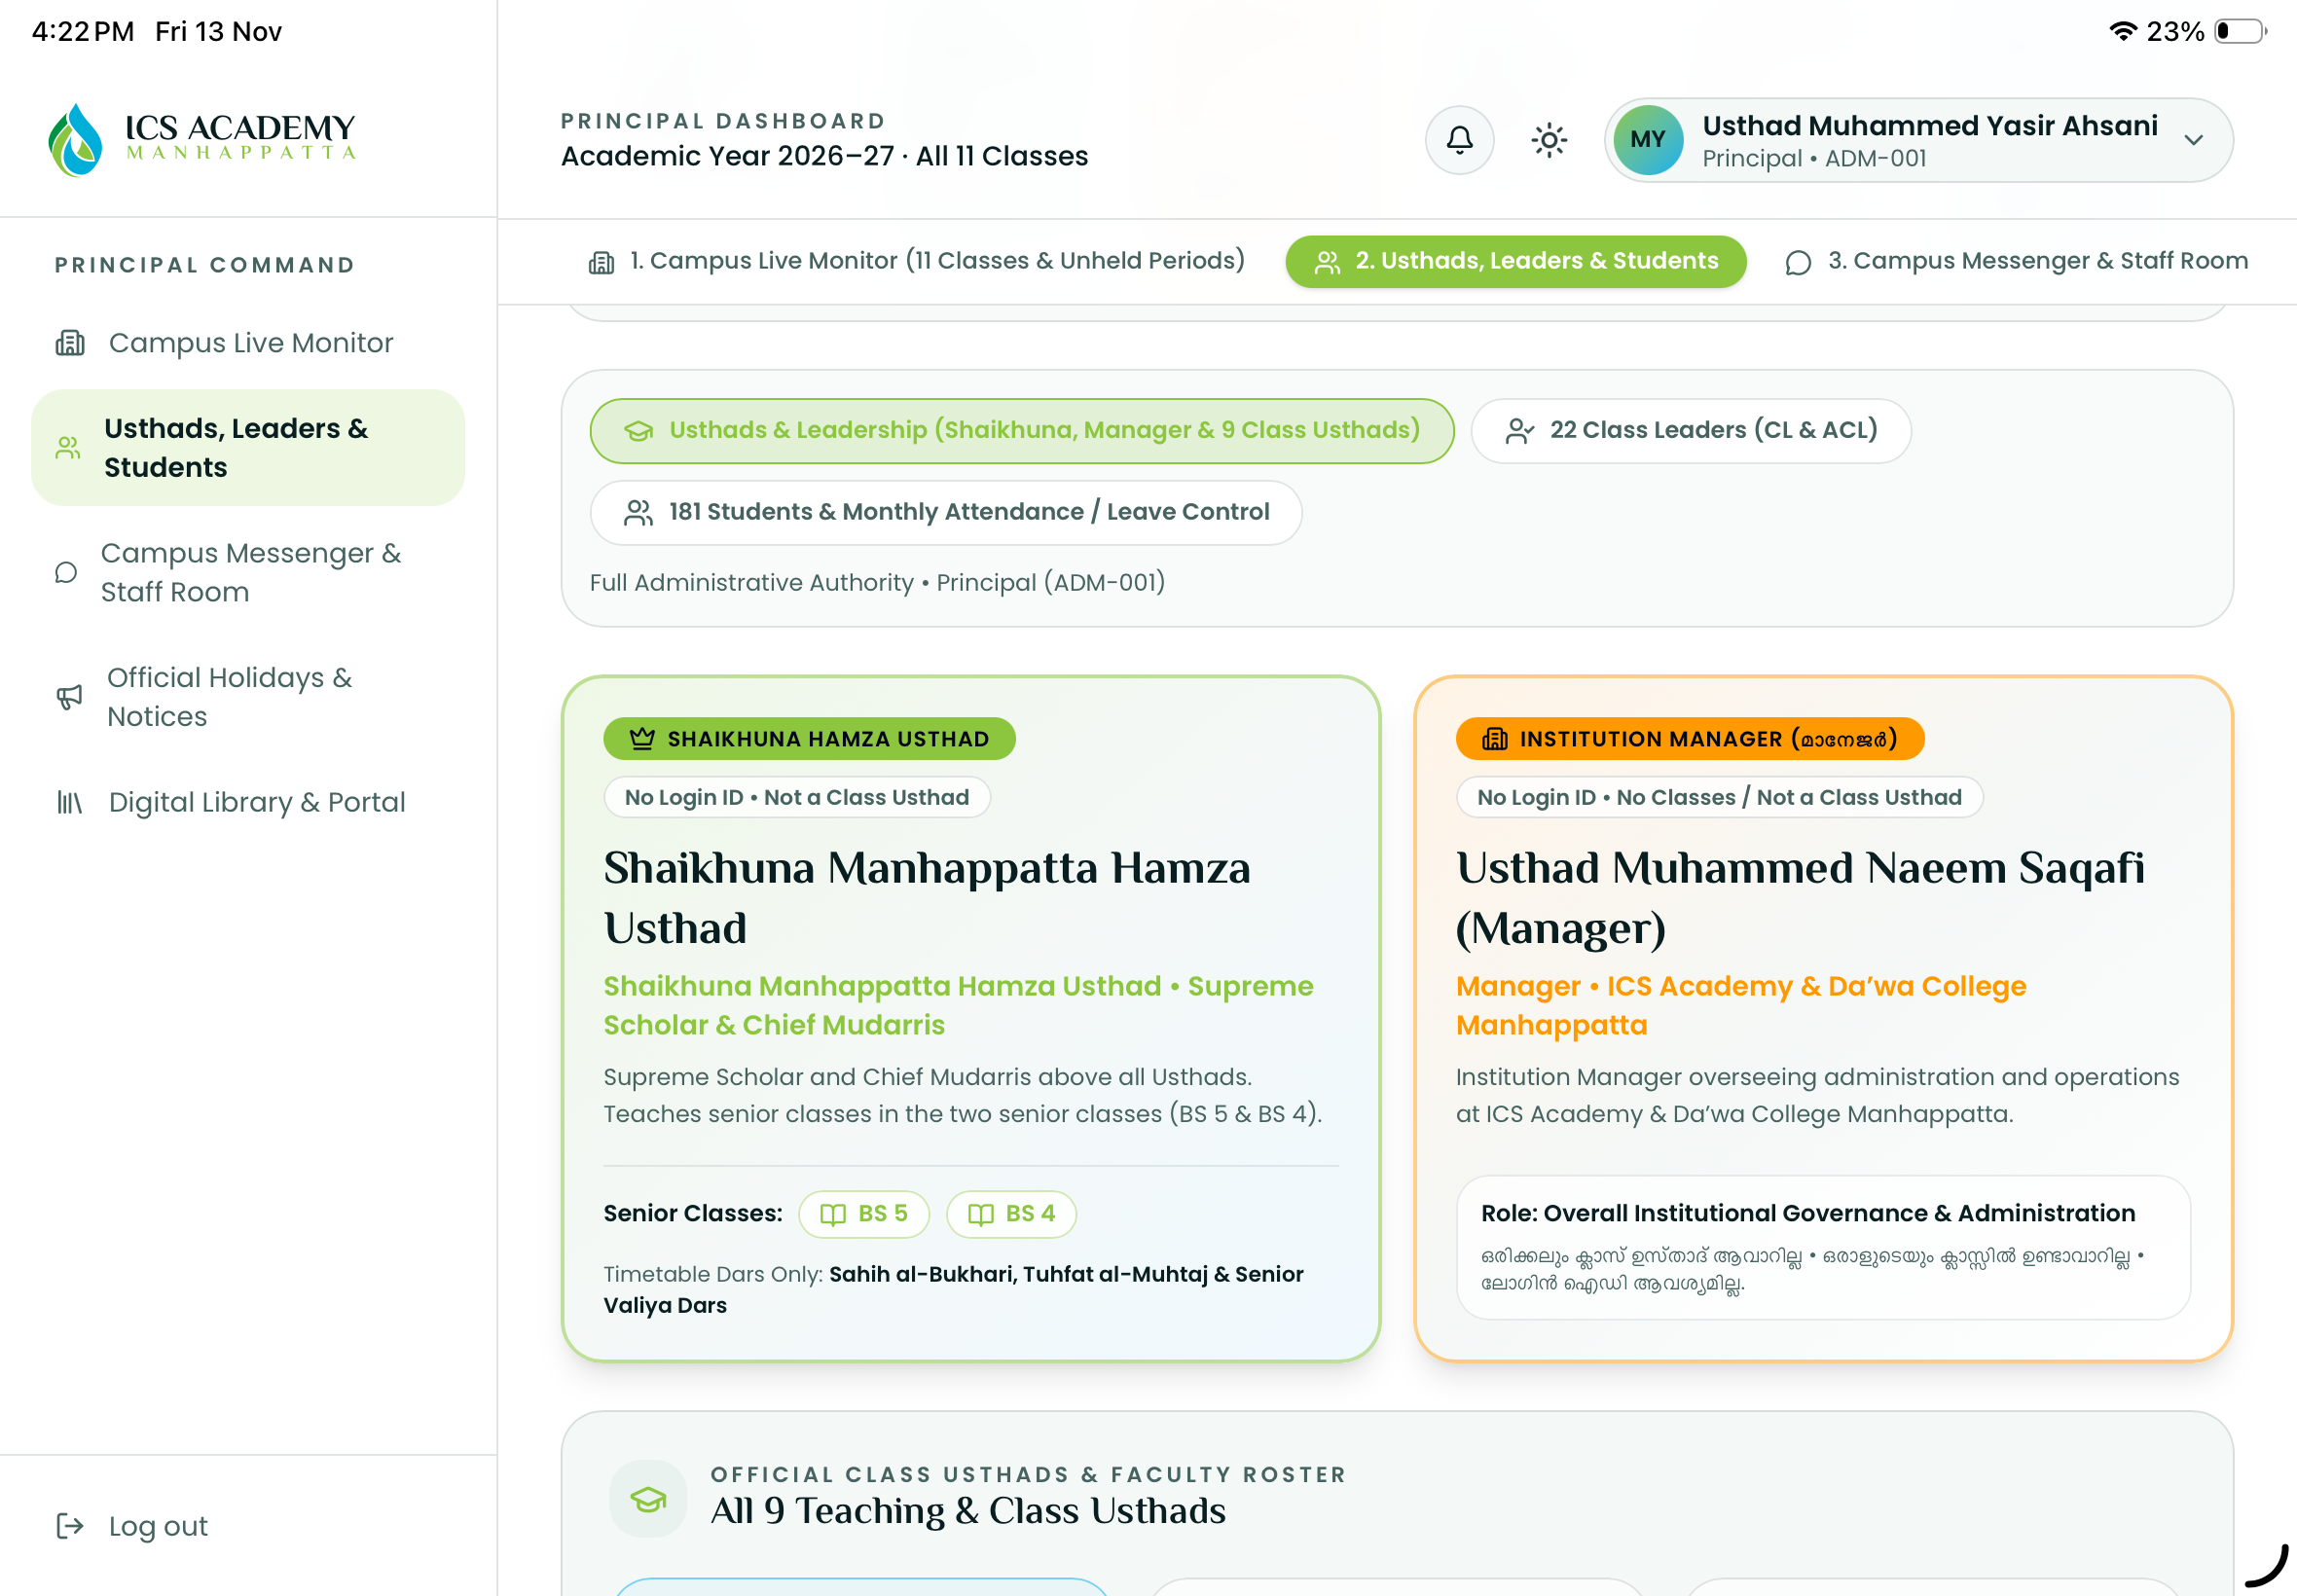 4:22 PM Fri 13 Nov
23%
ICS ACADEMY
MANHAPPATTA
PRINCIPAL COMMAND
Campus Live Monitor
Usthads, Leaders &
Students
Campus Messenger &
Staff Room
Official Holidays &
Notices
Digital Library & Portal
Log out
PRINCIPAL DASHBOARD
Academic Year 2026–27 · All 11 Classes
MY
Usthad Muhammed Yasir Ahsani
Principal • ADM-001
1. Campus Live Monitor (11 Classes & Unheld Periods)
2. Usthads, Leaders & Students
3. Campus Messenger & Staff Room
Usthads & Leadership (Shaikhuna, Manager & 9 Class Usthads)
22 Class Leaders (CL & ACL)
181 Students & Monthly Attendance / Leave Control
Full Administrative Authority • Principal (ADM-001)
SHAIKHUNA HAMZA USTHAD
No Login ID • Not a Class Usthad
Shaikhuna Manhappatta Hamza
Usthad
Shaikhuna Manhappatta Hamza Usthad • Supreme
Scholar & Chief Mudarris
Supreme Scholar and Chief Mudarris above all Usthads.
Teaches senior classes in the two senior classes (BS 5 & BS 4).
Senior Classes: BS 5 BS 4
Timetable Dars Only: Sahih al-Bukhari, Tuhfat al-Muhtaj & Senior
Valiya Dars
INSTITUTION MANAGER (മാനേജർ)
No Login ID • No Classes / Not a Class Usthad
Usthad Muhammed Naeem Saqafi
(Manager)
Manager • ICS Academy & Da’wa College
Manhappatta
Institution Manager overseeing administration and operations
at ICS Academy & Da’wa College Manhappatta.
Role: Overall Institutional Governance & Administration
ഒരിക്കലും ക്ലാസ് ഉസ്താദ് ആവാറില്ല • ഒരാളുടെയും ക്ലാസ്സിൽ ഉണ്ടാവാറില്ല •
ലോഗിൻ ഐഡി ആവശ്യമില്ല.
OFFICIAL CLASS USTHADS & FACULTY ROSTER
All 9 Teaching & Class Usthads